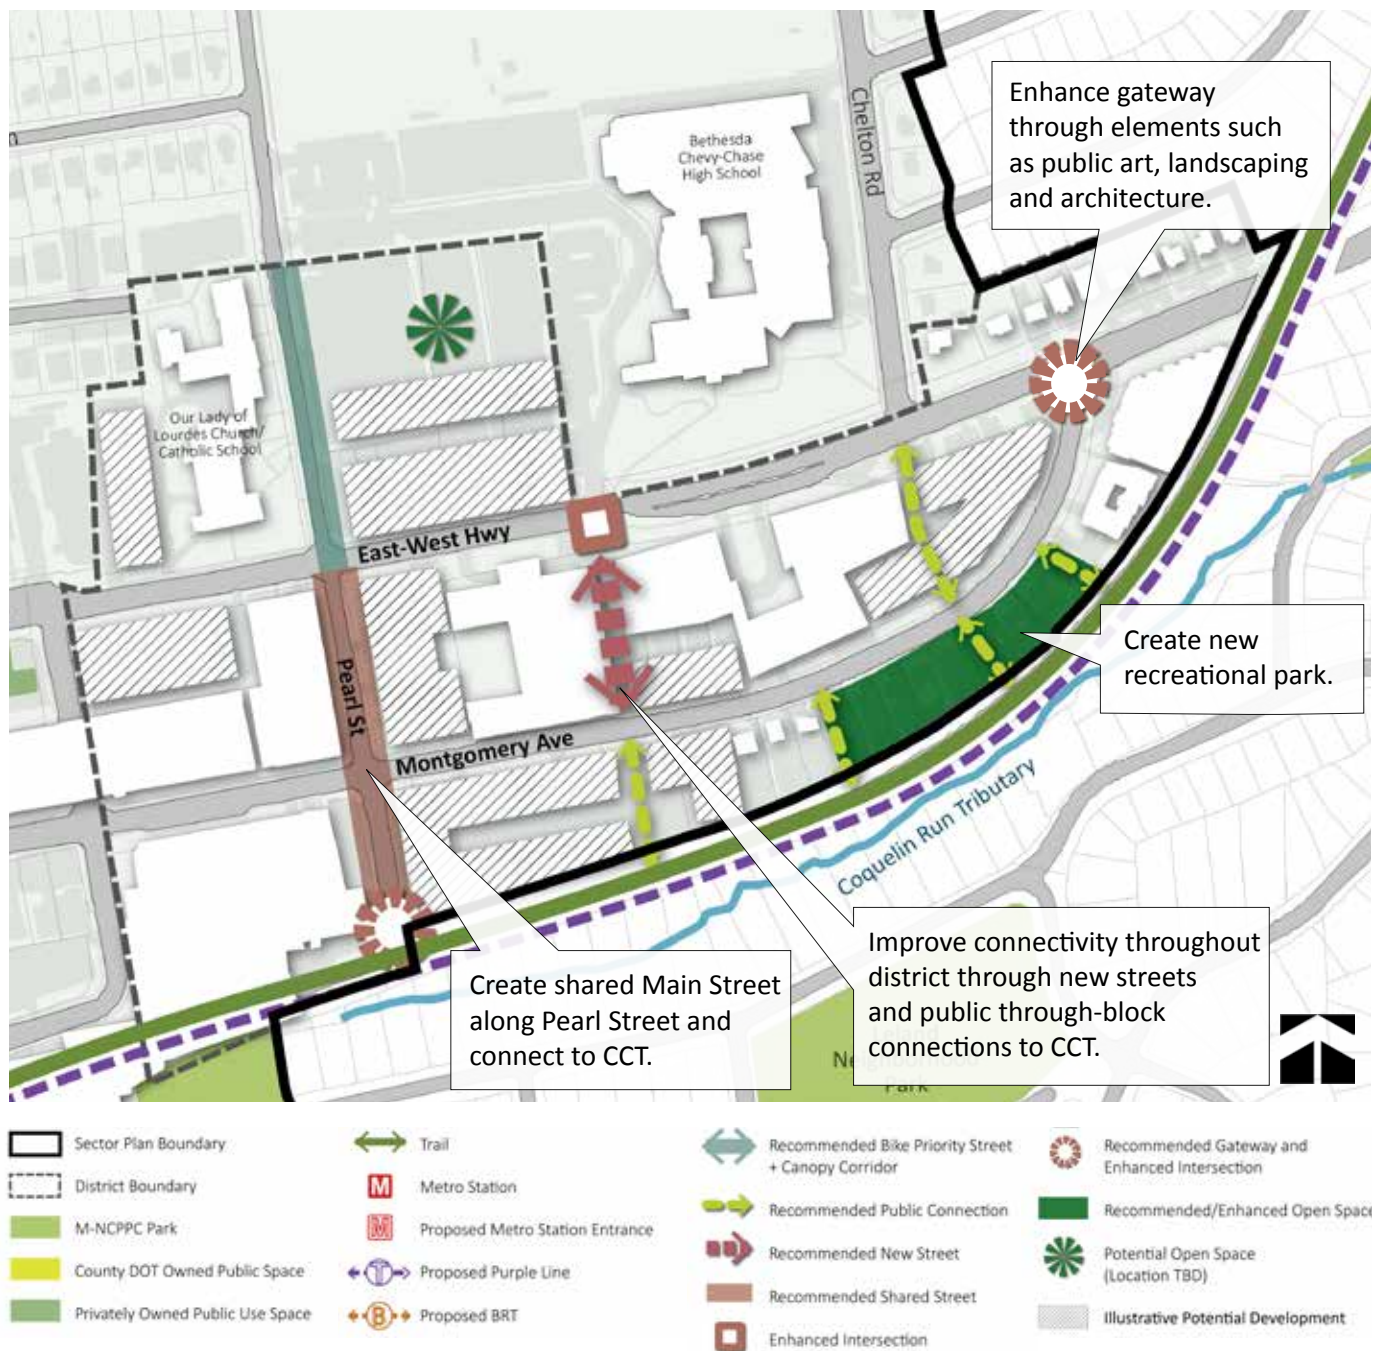 Enhance gateway
through elements such
as public art, landscaping
and architecture.
Chelton Rd
Bethesda
Chevy-Chase
High School
Our Lady of
Lourdes Church/
Catholic School
East-West Hwy
Pearl St
Montgomery Ave
Create new
recreational park.
Coquelin Run Tributary
Create shared Main Street
along Pearl Street and
connect to CCT.
Improve connectivity throughout
district through new streets
and public through-block
connections to CCT.
Park
Sector Plan Boundary
District Boundary
M-NCPPC Park
County DOT Owned Public Space
Privately Owned Public Use Space
Trail
M Metro Station
M Proposed Metro Station Entrance
T Proposed Purple Line
B Proposed BRT
Recommended Bike Priority Street
+ Canopy Corridor
Recommended Public Connection
Recommended New Street
Recommended Shared Street
Enhanced Intersection
Recommended Gateway and
Enhanced Intersection
Recommended/Enhanced Open Space
Potential Open Space
(Location TBD)
Illustrative Potential Development